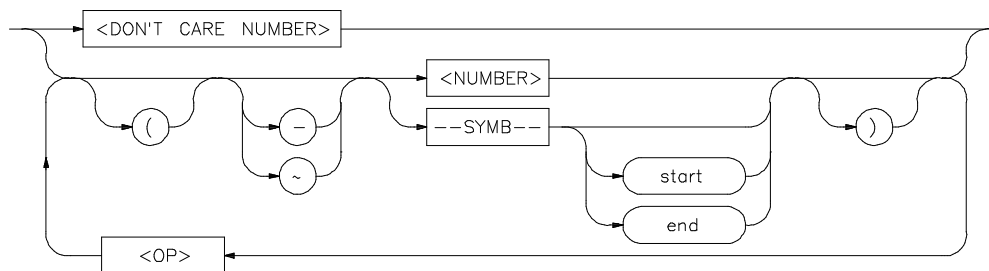 <DON'T CARE NUMBER>
<NUMBER>
( - --SYMB-- )
~ start
end
<OP>